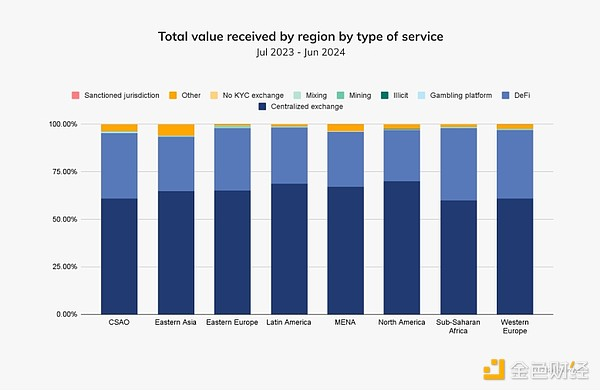 Total value received by region by type of service
Jul 2023 - Jun 2024
Sanctioned jurisdiction Other No KYC exchange Mixing Mining Illicit Gambling platform DeFi
Centralized exchange
100.00%
75.00%
50.00%
25.00%
0.00%
CSAO Eastern Asia Eastern Europe Latin America MENA North America Sub-Saharan Africa Western Europe
金色财经